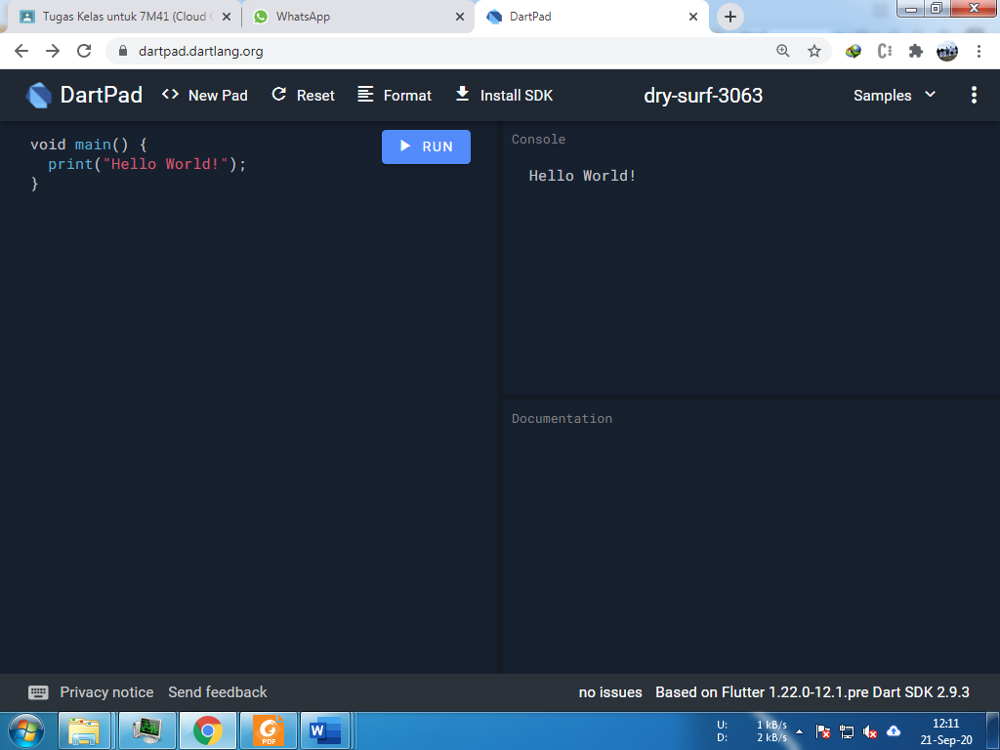 Tugas Kelas untuk 7M41 (Cloud
WhatsApp
DartPad
dartpad.dartlang.org
DartPad
<> New Pad
Reset
Format
Install SDK
dry-surf-3063
Samples
void main() {
  print("Hello World!");
}
RUN
Console
Hello World!
Documentation
Privacy notice
Send feedback
no issues
Based on Flutter 1.22.0-12.1.pre Dart SDK 2.9.3
PDF
W
U: 1 kB/s
D: 2 kB/s
12:11
21-Sep-20